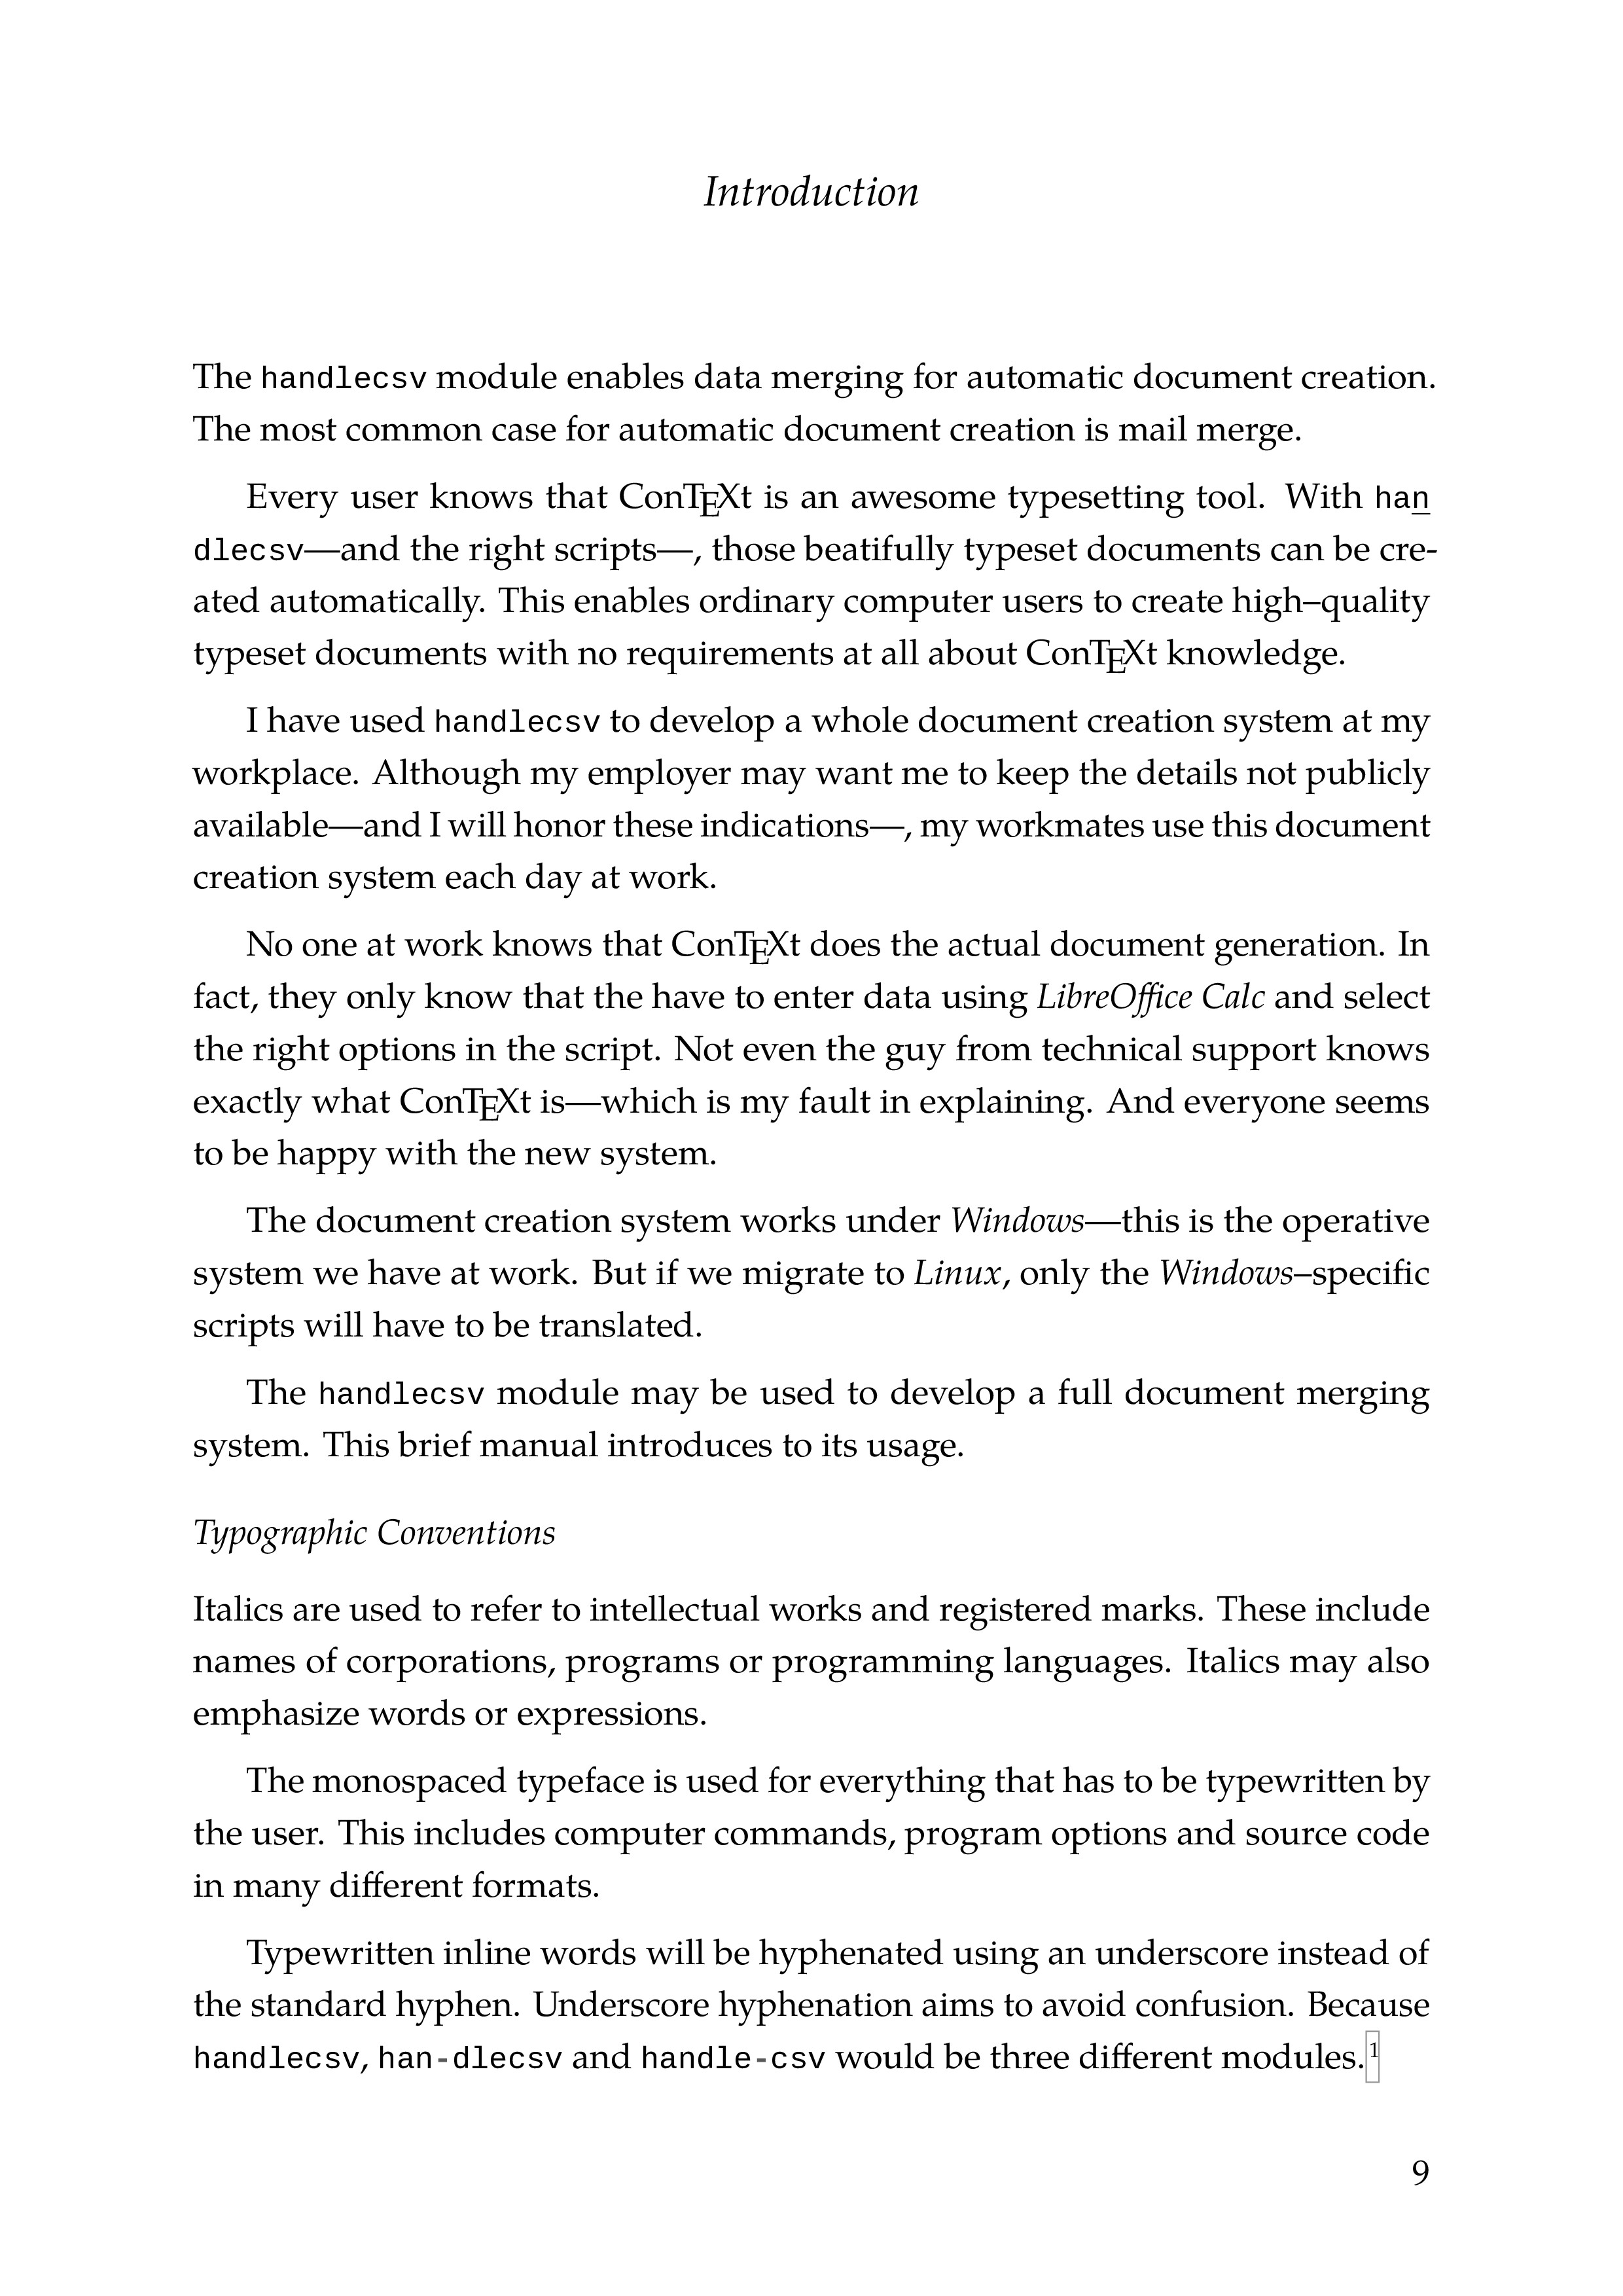 Introduction
The handlecsv module enables data merging for automatic document creation.
The most common case for automatic document creation is mail merge.
Every user knows that ConTEXt is an awesome typesetting tool. With han_
dlecsv—and the right scripts—, those beatifully typeset documents can be cre-
ated automatically. This enables ordinary computer users to create high–quality
typeset documents with no requirements at all about ConTEXt knowledge.
I have used handlecsv to develop a whole document creation system at my
workplace. Although my employer may want me to keep the details not publicly
available—and I will honor these indications—, my workmates use this document
creation system each day at work.
No one at work knows that ConTEXt does the actual document generation. In
fact, they only know that the have to enter data using LibreOffice Calc and select
the right options in the script. Not even the guy from technical support knows
exactly what ConTEXt is—which is my fault in explaining. And everyone seems
to be happy with the new system.
The document creation system works under Windows—this is the operative
system we have at work. But if we migrate to Linux, only the Windows–specific
scripts will have to be translated.
The handlecsv module may be used to develop a full document merging
system. This brief manual introduces to its usage.
Typographic Conventions
Italics are used to refer to intellectual works and registered marks. These include
names of corporations, programs or programming languages. Italics may also
emphasize words or expressions.
The monospaced typeface is used for everything that has to be typewritten by
the user. This includes computer commands, program options and source code
in many different formats.
Typewritten inline words will be hyphenated using an underscore instead of
the standard hyphen. Underscore hyphenation aims to avoid confusion. Because
handlecsv, han-dlecsv and handle-csv would be three different modules.1
9